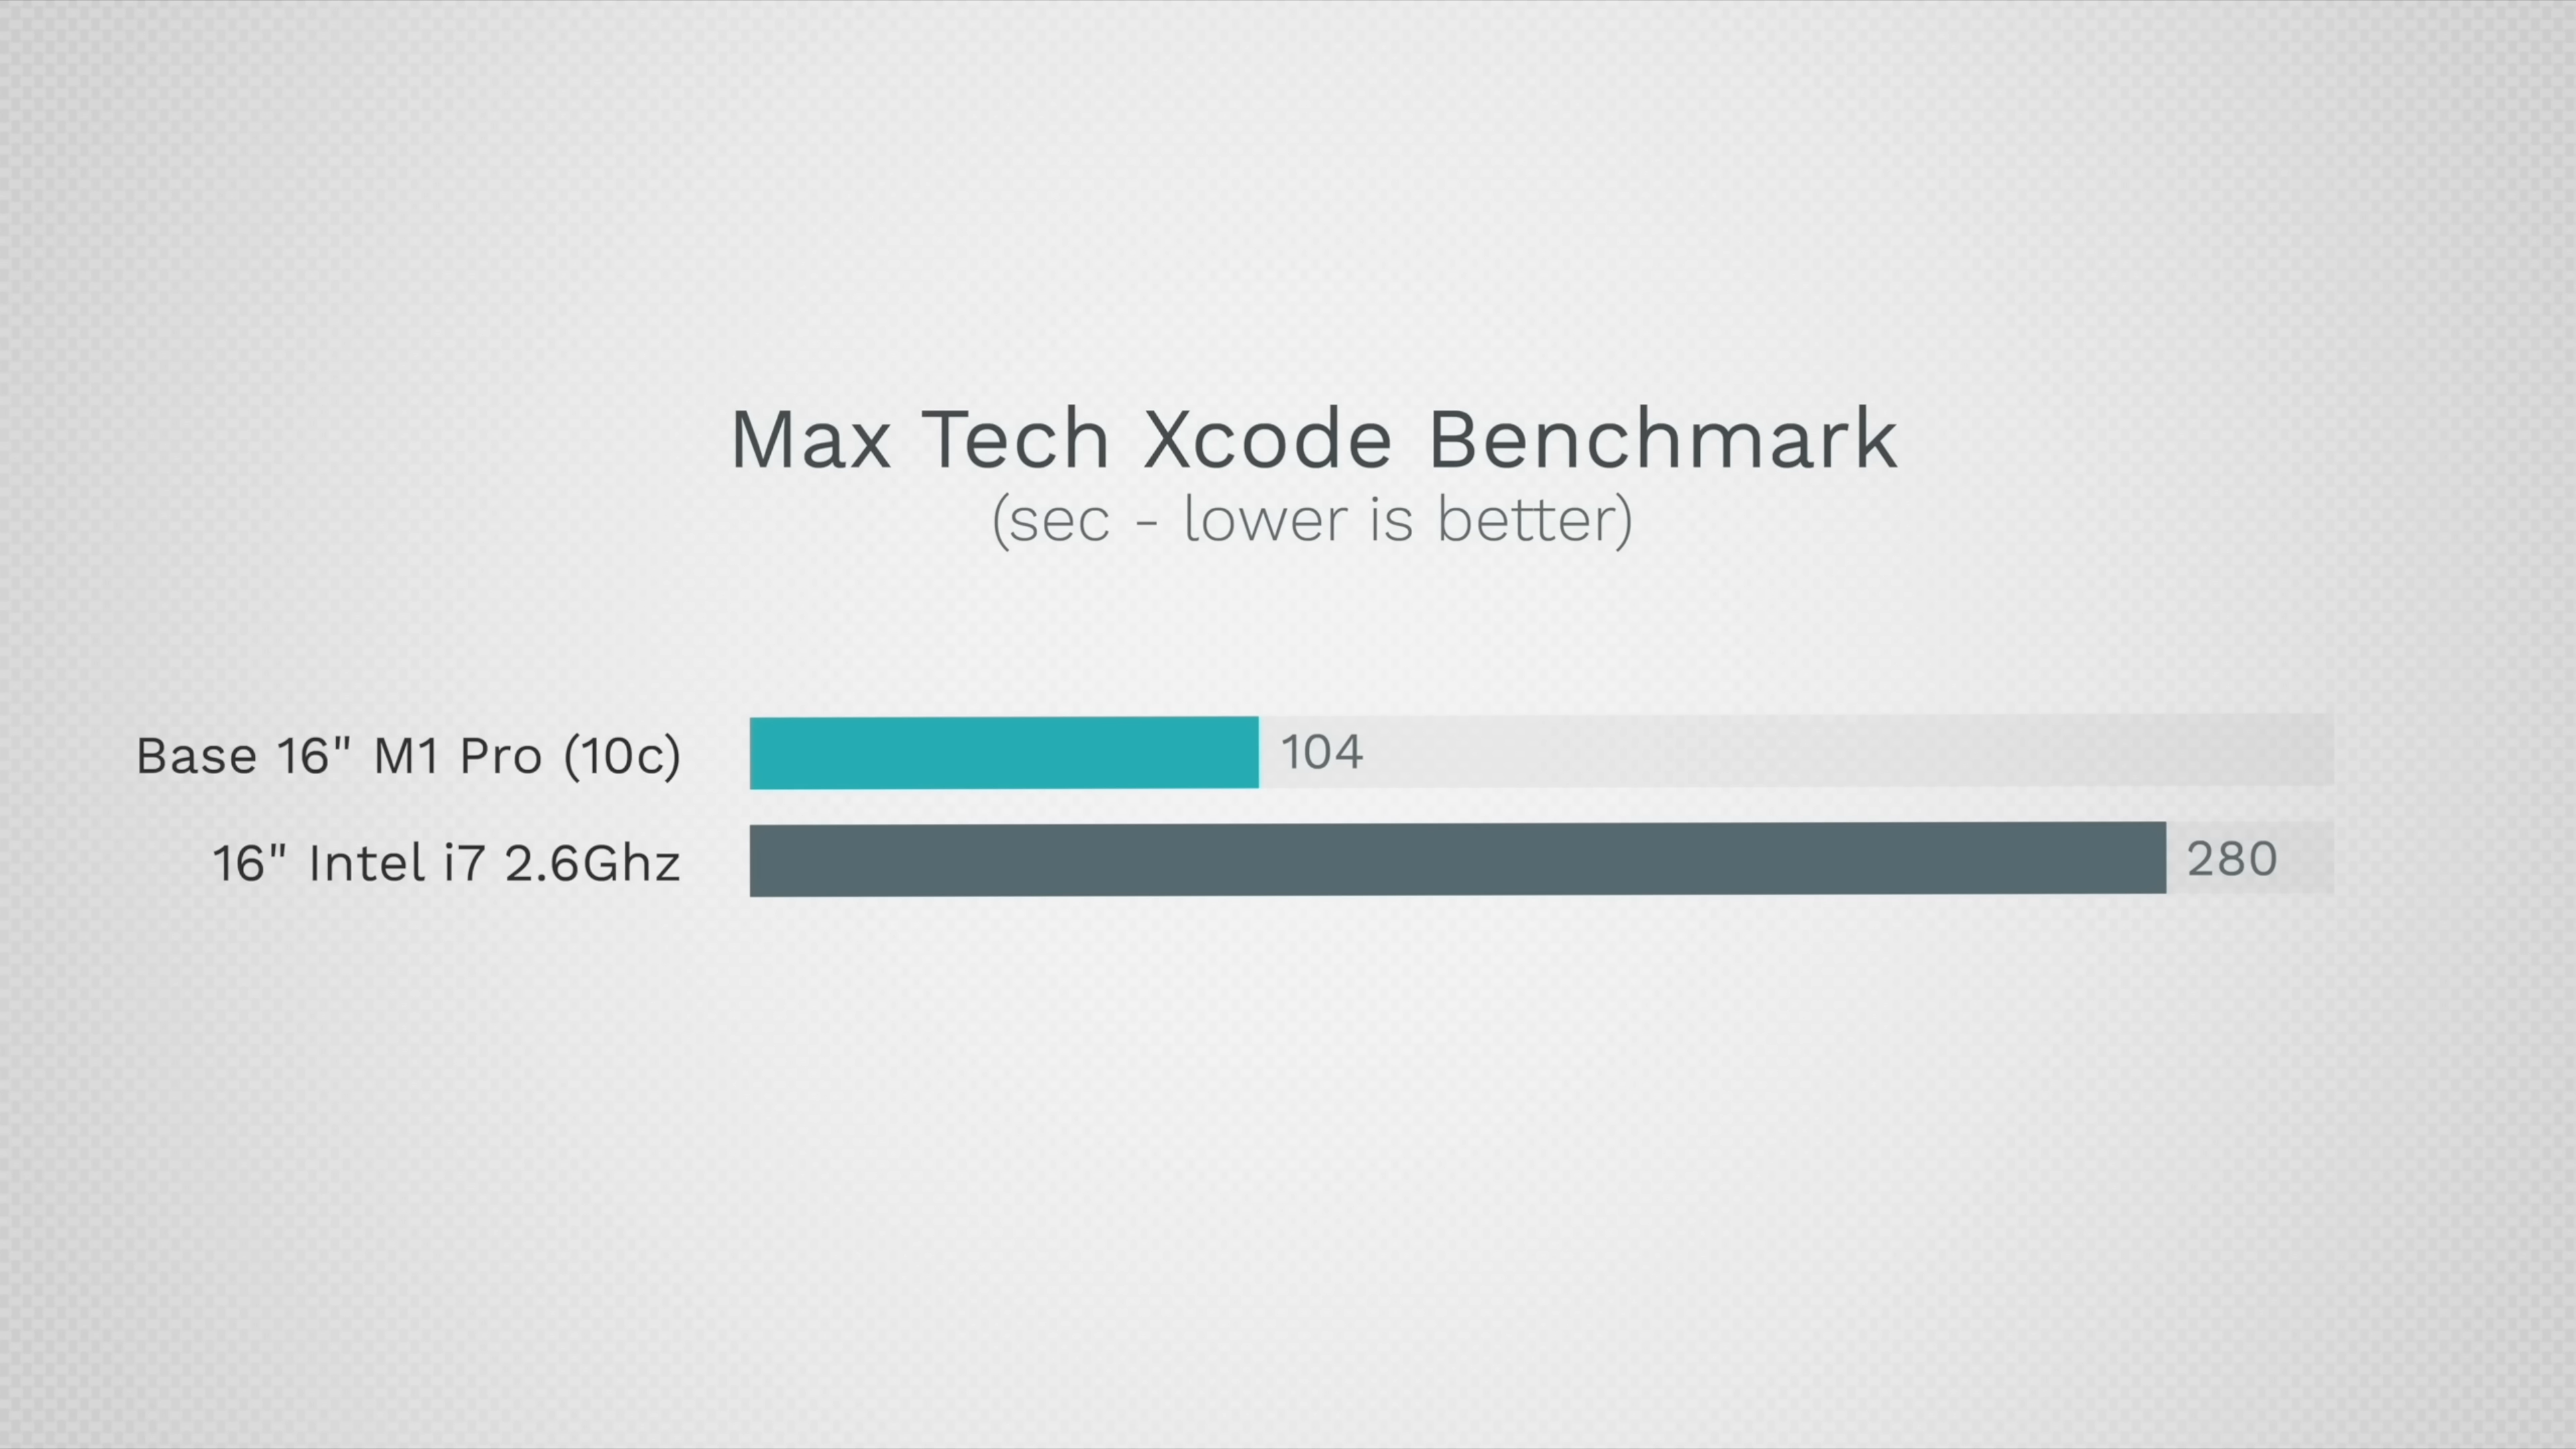 Max Tech Xcode Benchmark
(sec - lower is better)
Base 16" M1 Pro (10c) 104
16" Intel i7 2.6Ghz 280